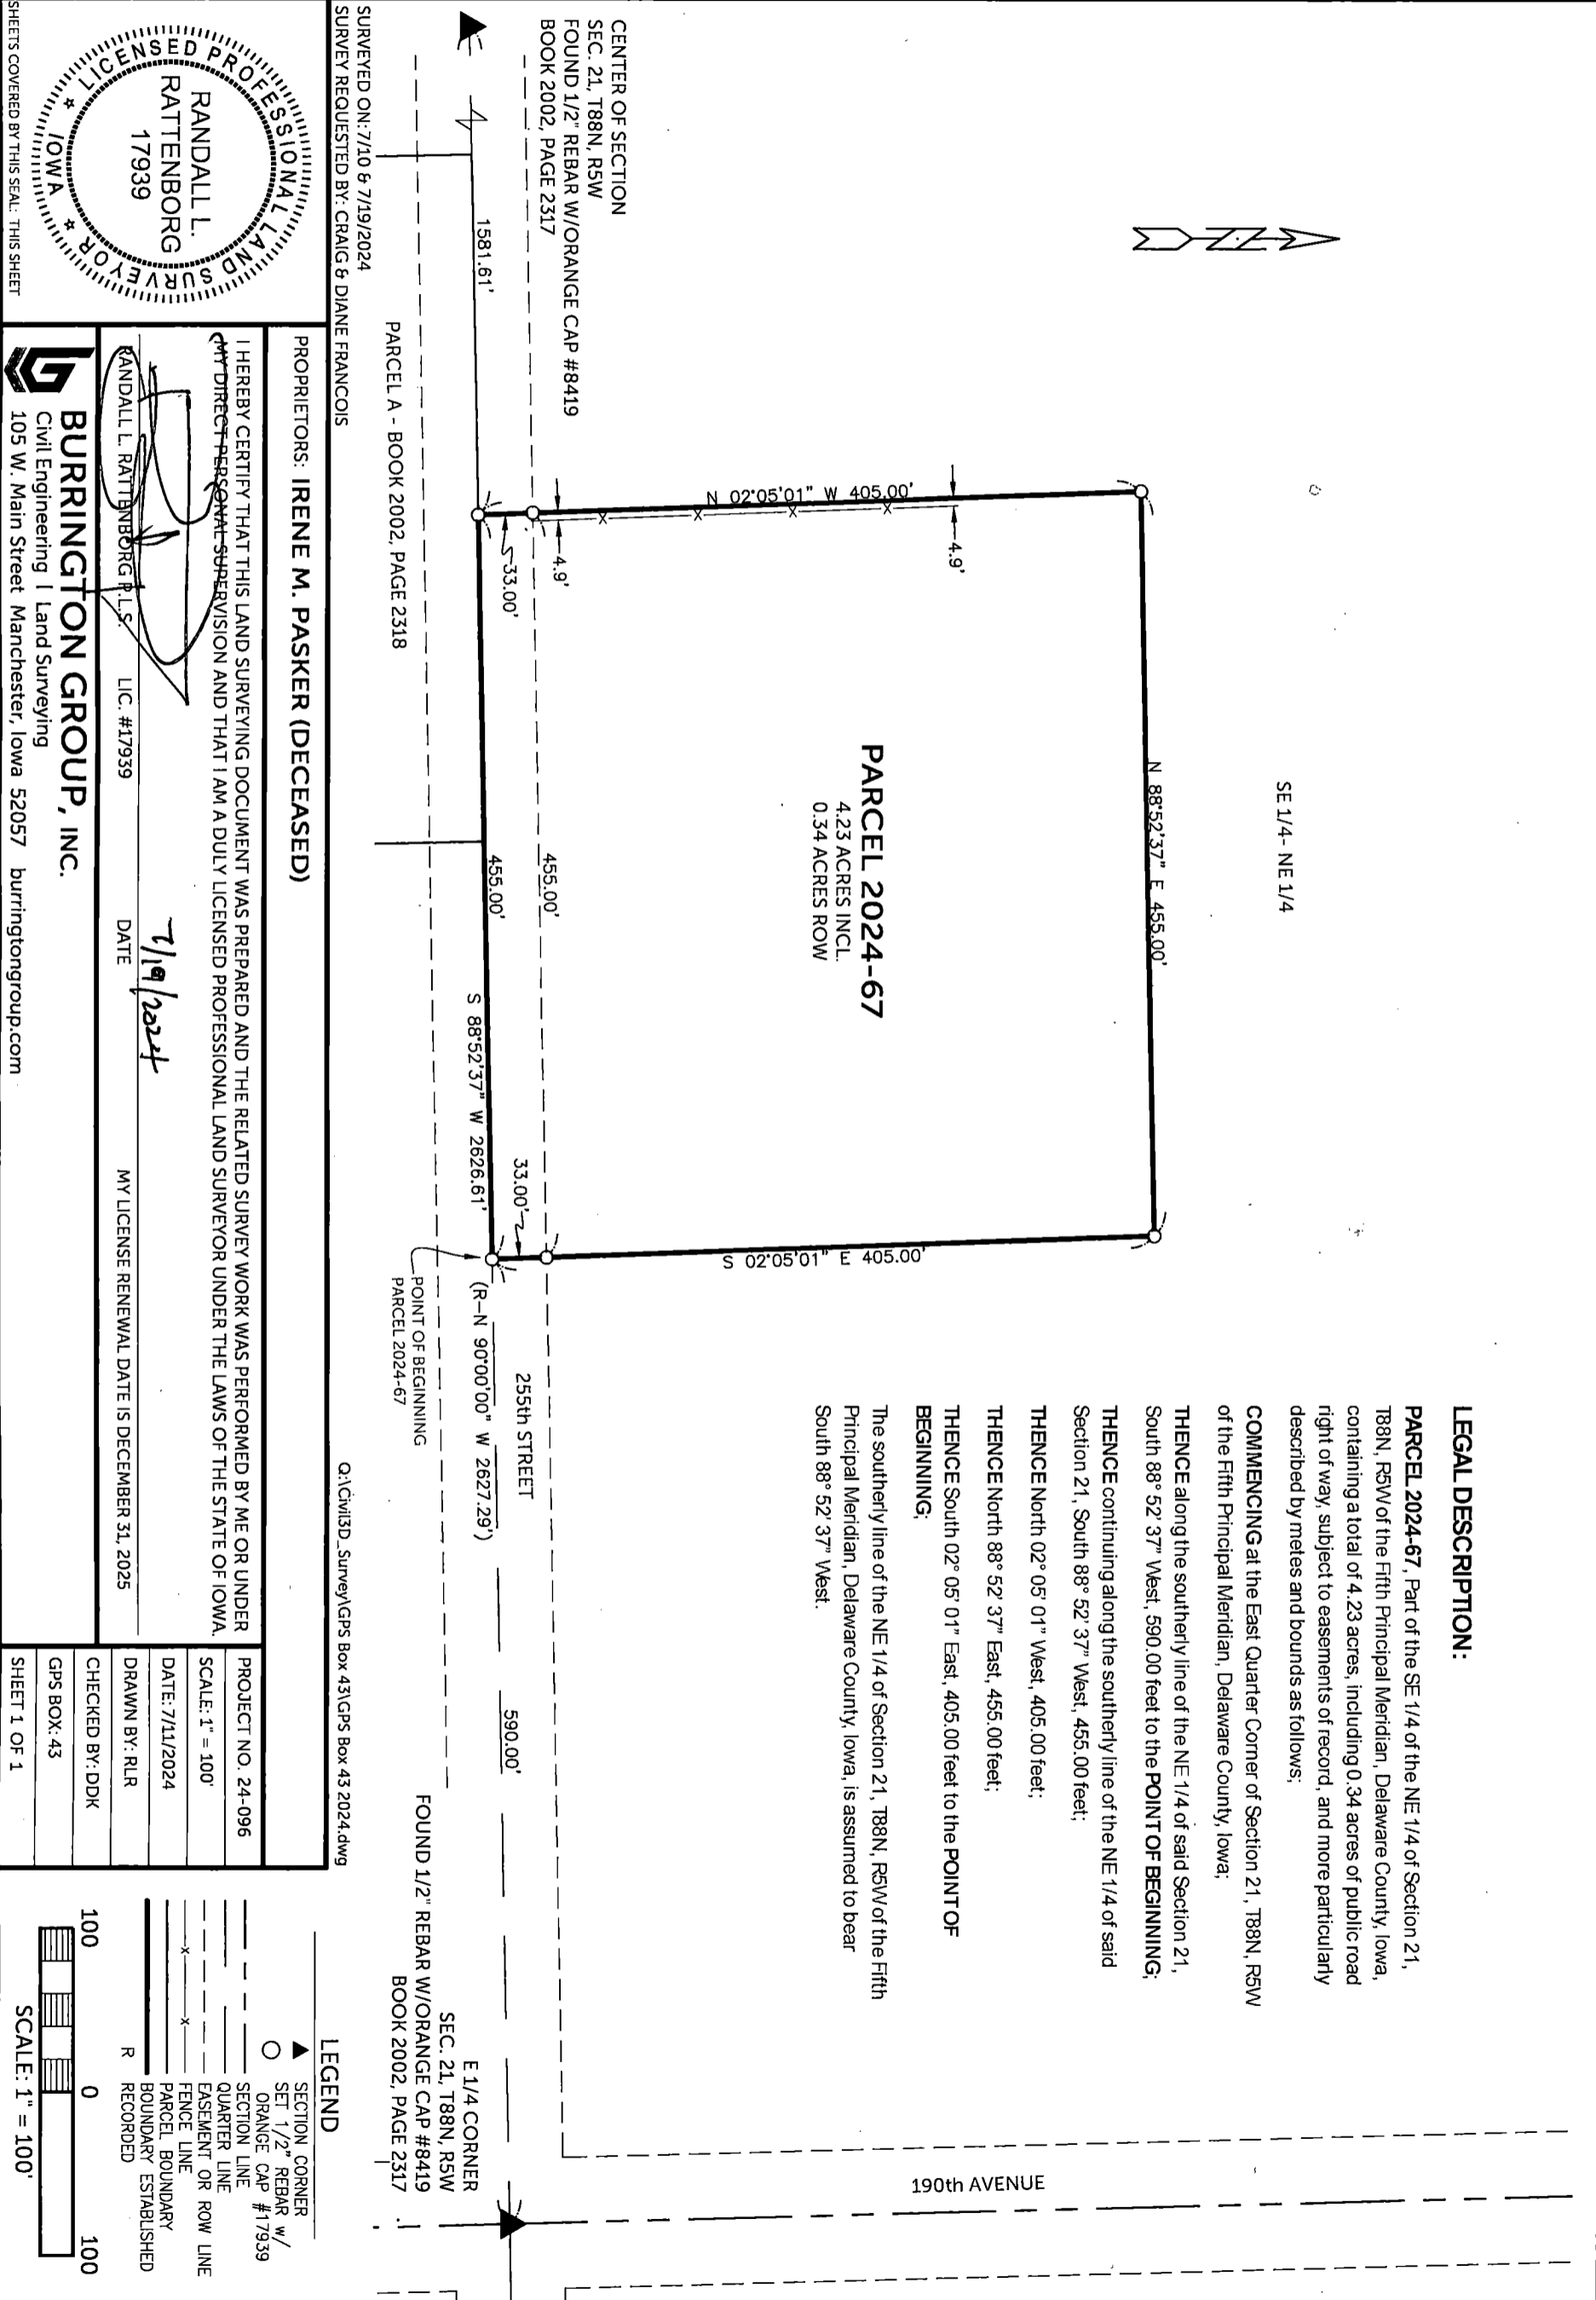 LEGAL DESCRIPTION:
PARCEL 2024-67, Part of the SE 1/4 of the NE 1/4 of Section 21,
T88N, R5W of the Fifth Principal Meridian, Delaware County, Iowa,
containing a total of 4.23 acres, including 0.34 acres of public road
right of way, subject to easements of record, and more particularly
described by metes and bounds as follows;
COMMENCING at the East Quarter Corner of Section 21, T88N, R5W
of the Fifth Principal Meridian, Delaware County, Iowa;
THENCE along the southerly line of the NE 1/4 of said Section 21,
South 88° 52' 37" West, 590.00 feet to the POINT OF BEGINNING;
THENCE continuing along the southerly line of the NE 1/4 of said
Section 21, South 88° 52' 37" West, 455.00 feet;
THENCE North 02° 05' 01" West, 405.00 feet;
THENCE North 88° 52' 37" East, 455.00 feet;
THENCE South 02° 05' 01" East, 405.00 feet to the POINT OF
BEGINNING;
The southerly line of the NE 1/4 of Section 21, T88N, R5W of the Fifth
Principal Meridian, Delaware County, Iowa, is assumed to bear
South 88° 52' 37" West.
N
SE 1/4- NE 1/4
N 88°52'37" E 455.00'
N 02°05'01" W 405.00'
4.9'
PARCEL 2024-67
4.23 ACRES INCL.
0.34 ACRES ROW
S 02°05'01" E 405.00'
190th AVENUE
CENTER OF SECTION
SEC. 21, T88N, R5W
FOUND 1/2" REBAR W/ORANGE CAP #8419
BOOK 2002, PAGE 2317
4.9'
33.00'
455.00'
33.00'
255th STREET
1581.61'
455.00'
S 88°52'37" W 2626.61'
(R-N 90°00'00" W 2627.29')
590.00'
POINT OF BEGINNING
PARCEL 2024-67
PARCEL A - BOOK 2002, PAGE 2318
E 1/4 CORNER
SEC. 21, T88N, R5W
FOUND 1/2" REBAR W/ORANGE CAP #8419
BOOK 2002, PAGE 2317
SURVEYED ON: 7/10 & 7/19/2024
SURVEY REQUESTED BY: CRAIG & DIANE FRANCOIS
Q:\Civil3D_Survey\GPS Box 43\GPS Box 43 2024.dwg
LICENSED PROFESSIONAL LAND SURVEYOR
RANDALL L.
RATTENBORG
17939
IOWA
SHEETS COVERED BY THIS SEAL: THIS SHEET
PROPRIETORS: IRENE M. PASKER (DECEASED)
I HEREBY CERTIFY THAT THIS LAND SURVEYING DOCUMENT WAS PREPARED AND THE RELATED SURVEY WORK WAS PERFORMED BY ME OR UNDER
MY DIRECT PERSONAL SUPERVISION AND THAT I AM A DULY LICENSED PROFESSIONAL LAND SURVEYOR UNDER THE LAWS OF THE STATE OF IOWA.
7/19/2024
RANDALL L. RATTENBORG P.L.S. LIC. #17939 DATE MY LICENSE RENEWAL DATE IS DECEMBER 31, 2025
BURRINGTON GROUP, INC.
Civil Engineering | Land Surveying
105 W. Main Street Manchester, Iowa 52057 burringtongroup.com
PROJECT NO. 24-096
SCALE: 1" = 100'
DATE: 7/11/2024
DRAWN BY: RLR
CHECKED BY: DDK
GPS BOX: 43
SHEET 1 OF 1
LEGEND
SECTION CORNER
SET 1/2" REBAR w/
ORANGE CAP #17939
SECTION LINE
QUARTER LINE
EASEMENT OR ROW LINE
FENCE LINE
PARCEL BOUNDARY
BOUNDARY ESTABLISHED
R RECORDED
100 0 100
SCALE: 1" = 100'